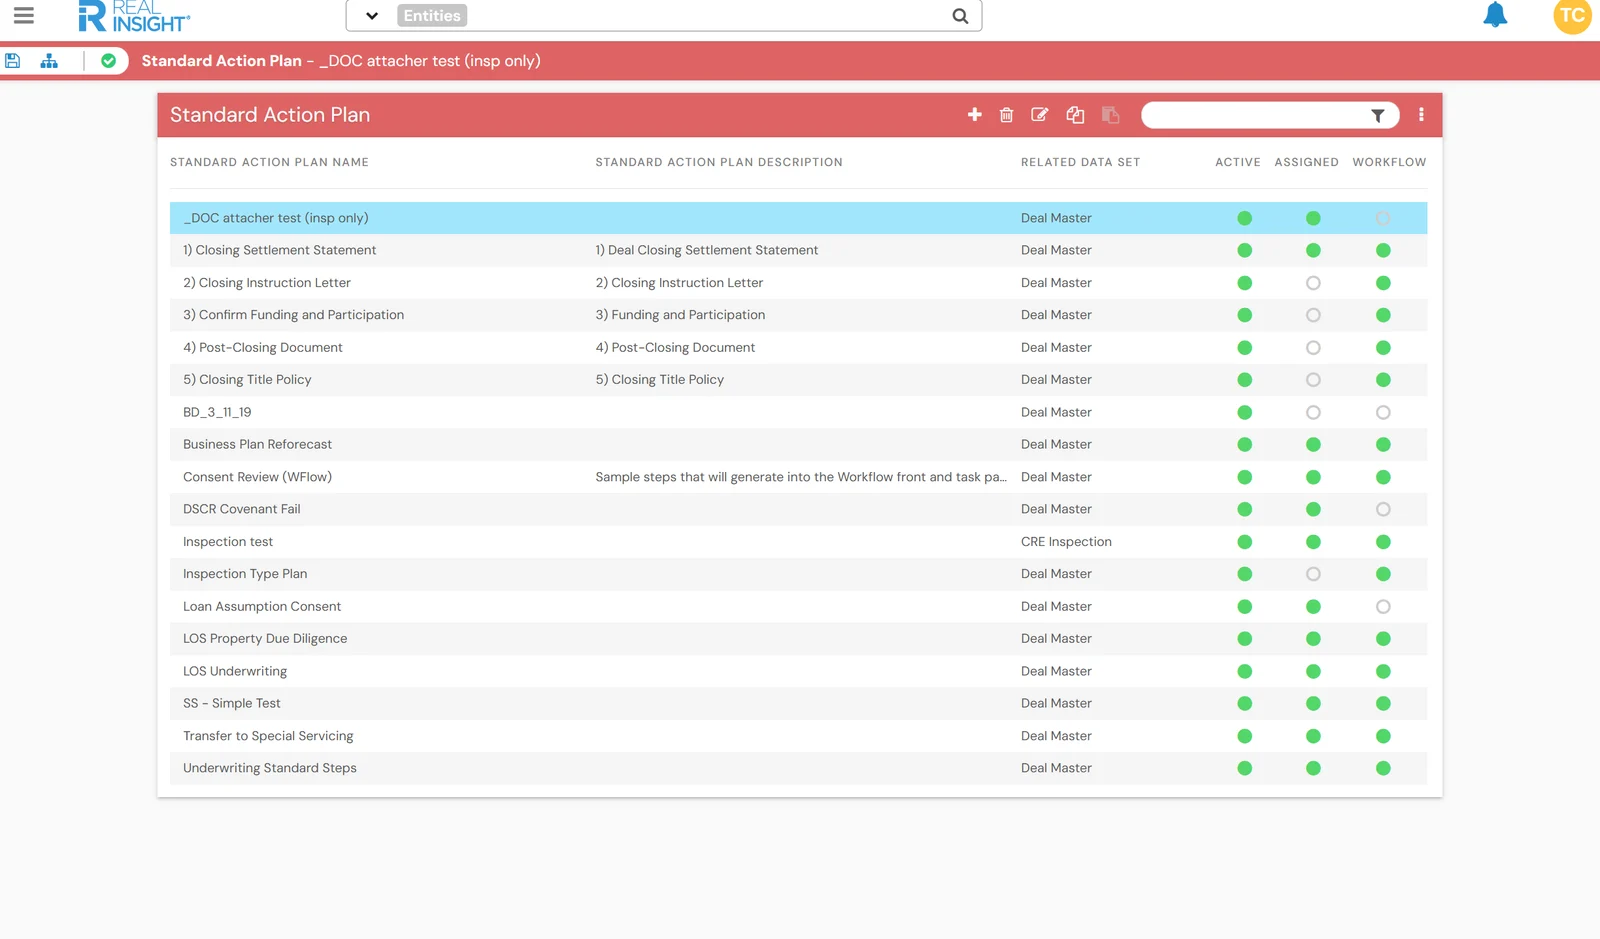 REAL
INSIGHT®
Entities
TC
Standard Action Plan - _DOC attacher test (insp only)
Standard Action Plan
STANDARD ACTION PLAN NAME STANDARD ACTION PLAN DESCRIPTION RELATED DATA SET ACTIVE ASSIGNED WORKFLOW
_DOC attacher test (insp only) Deal Master
1) Closing Settlement Statement 1) Deal Closing Settlement Statement Deal Master
2) Closing Instruction Letter 2) Closing Instruction Letter Deal Master
3) Confirm Funding and Participation 3) Funding and Participation Deal Master
4) Post-Closing Document 4) Post-Closing Document Deal Master
5) Closing Title Policy 5) Closing Title Policy Deal Master
BD_3_11_19 Deal Master
Business Plan Reforecast Deal Master
Consent Review (WFlow) Sample steps that will generate into the Workflow front and task pa... Deal Master
DSCR Covenant Fail Deal Master
Inspection test CRE Inspection
Inspection Type Plan Deal Master
Loan Assumption Consent Deal Master
LOS Property Due Diligence Deal Master
LOS Underwriting Deal Master
SS - Simple Test Deal Master
Transfer to Special Servicing Deal Master
Underwriting Standard Steps Deal Master